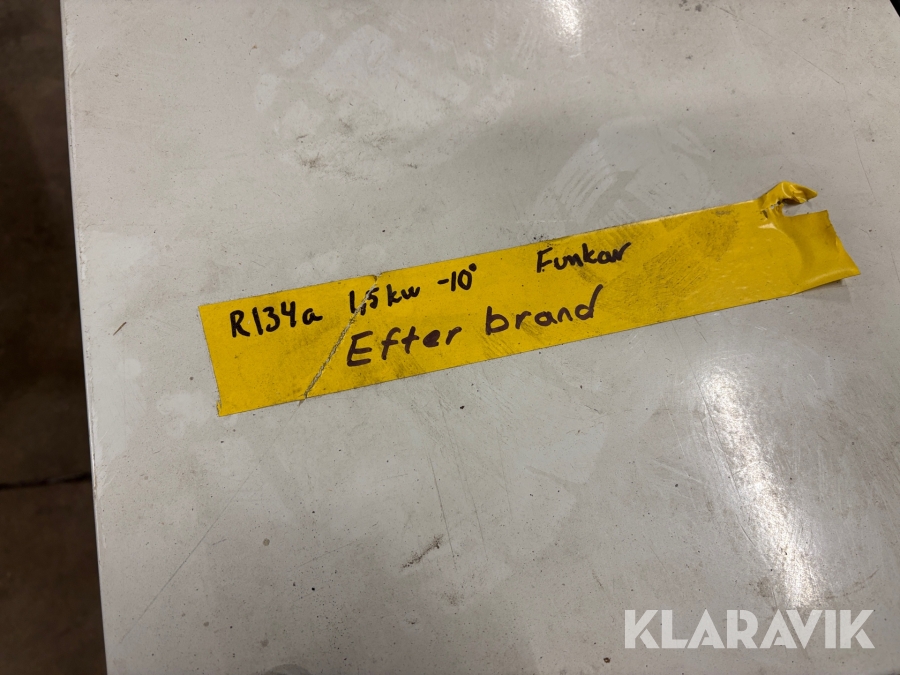 R134a 1,5kw -10° Funkar
Efter brand
KLARAVIK